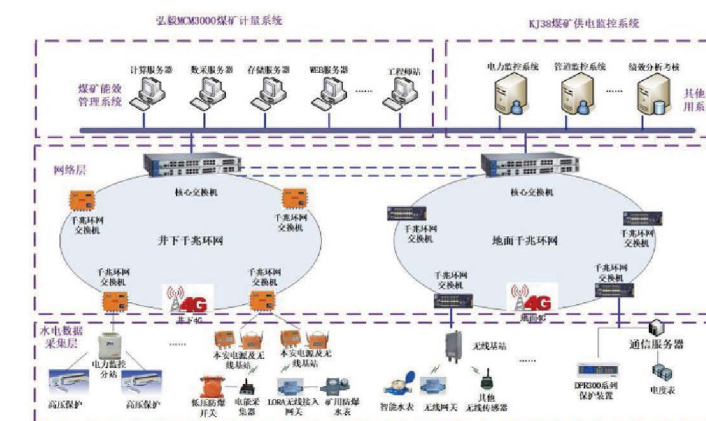 弘毅MCM3000煤矿计量系统
KJ38煤矿供电监控系统
煤矿能效
管理系统
计算服务器
数采服务器
存储服务器
WEB服务器
......
工程师站
电力监控系统
管道监控系统
......
绩效分析考核
其他
用系
网络层
核心交换机
核心交换机
千兆环网
交换机
千兆环网
交换机
井下千兆环网
千兆环网
交换机
千兆环网
交换机
4G
井下4G
千兆环网
交换机
千兆环网
交换机
地面千兆环网
千兆环网
交换机
千兆环网
交换机
4G
地面4G
水电数据
采集层
电力监控
分站
......
高压保护
高压保护
本安电源及无
线基站
本安电源及无
线基站
低压防爆
开关
电能采
集器
LORA无线接入
网关
矿用防爆
水表
无线基站
......
智能水表
无线网关
其他
无线传感器
通信服务器
DPR300系列
保护装置
电度表